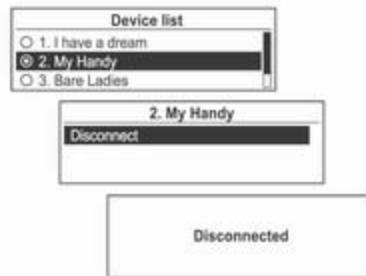 Device list
1. I have a dream
2. My Handy
3. Bare Ladies
2. My Handy
Disconnect
Disconnected